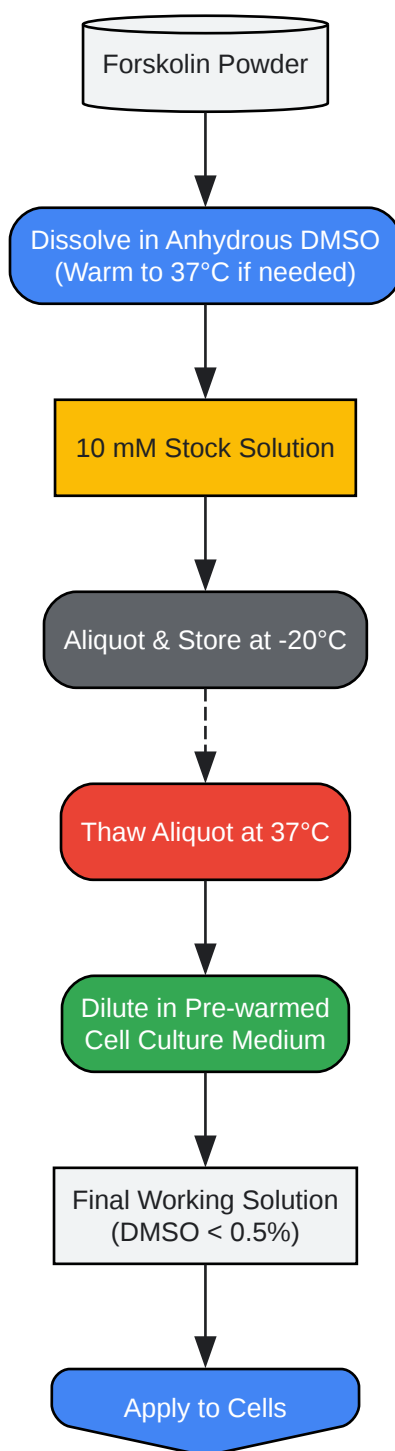 Forskolin Powder
Dissolve in Anhydrous DMSO
(Warm to 37°C if needed)
10 mM Stock Solution
Aliquot & Store at -20°C
Thaw Aliquot at 37°C
Dilute in Pre-warmed
Cell Culture Medium
Final Working Solution
(DMSO < 0.5%)
Apply to Cells